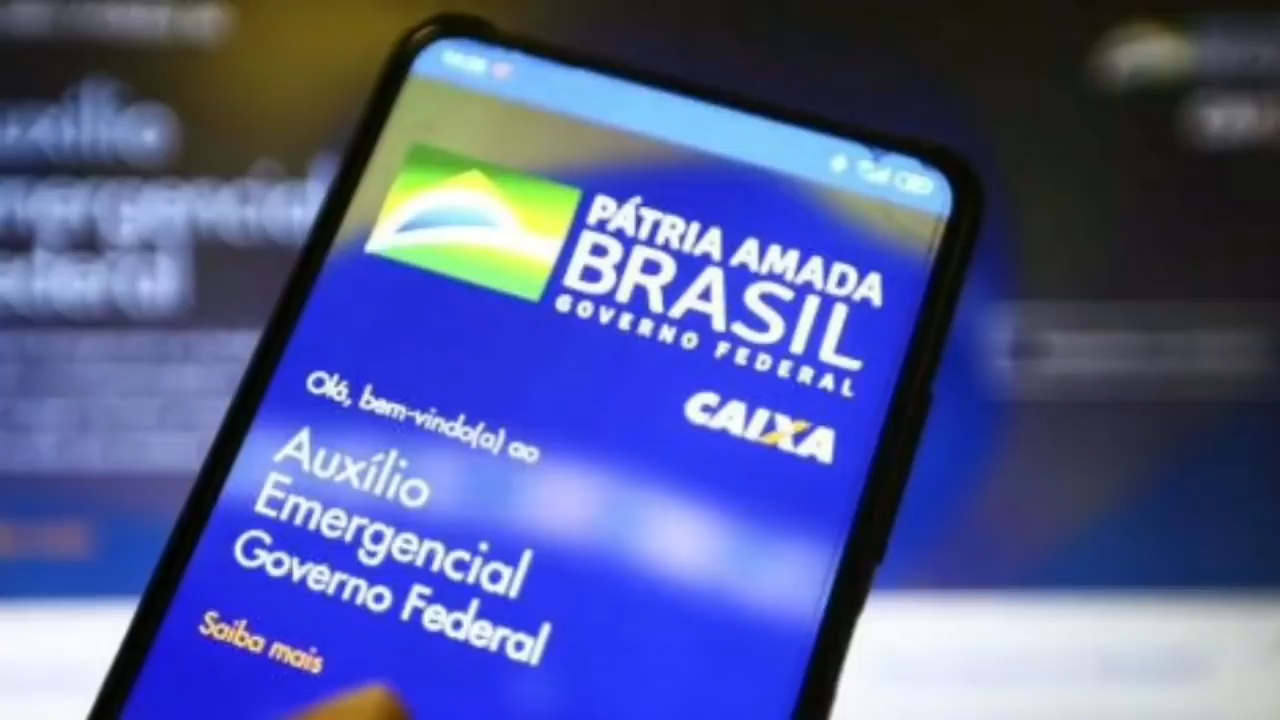 PÁTRIA AMADA
BRASIL
GOVERNO FEDERAL
CAIXA
Olá, bem-vindo(a) ao
Auxílio
Emergencial
Governo Federal
Saiba mais